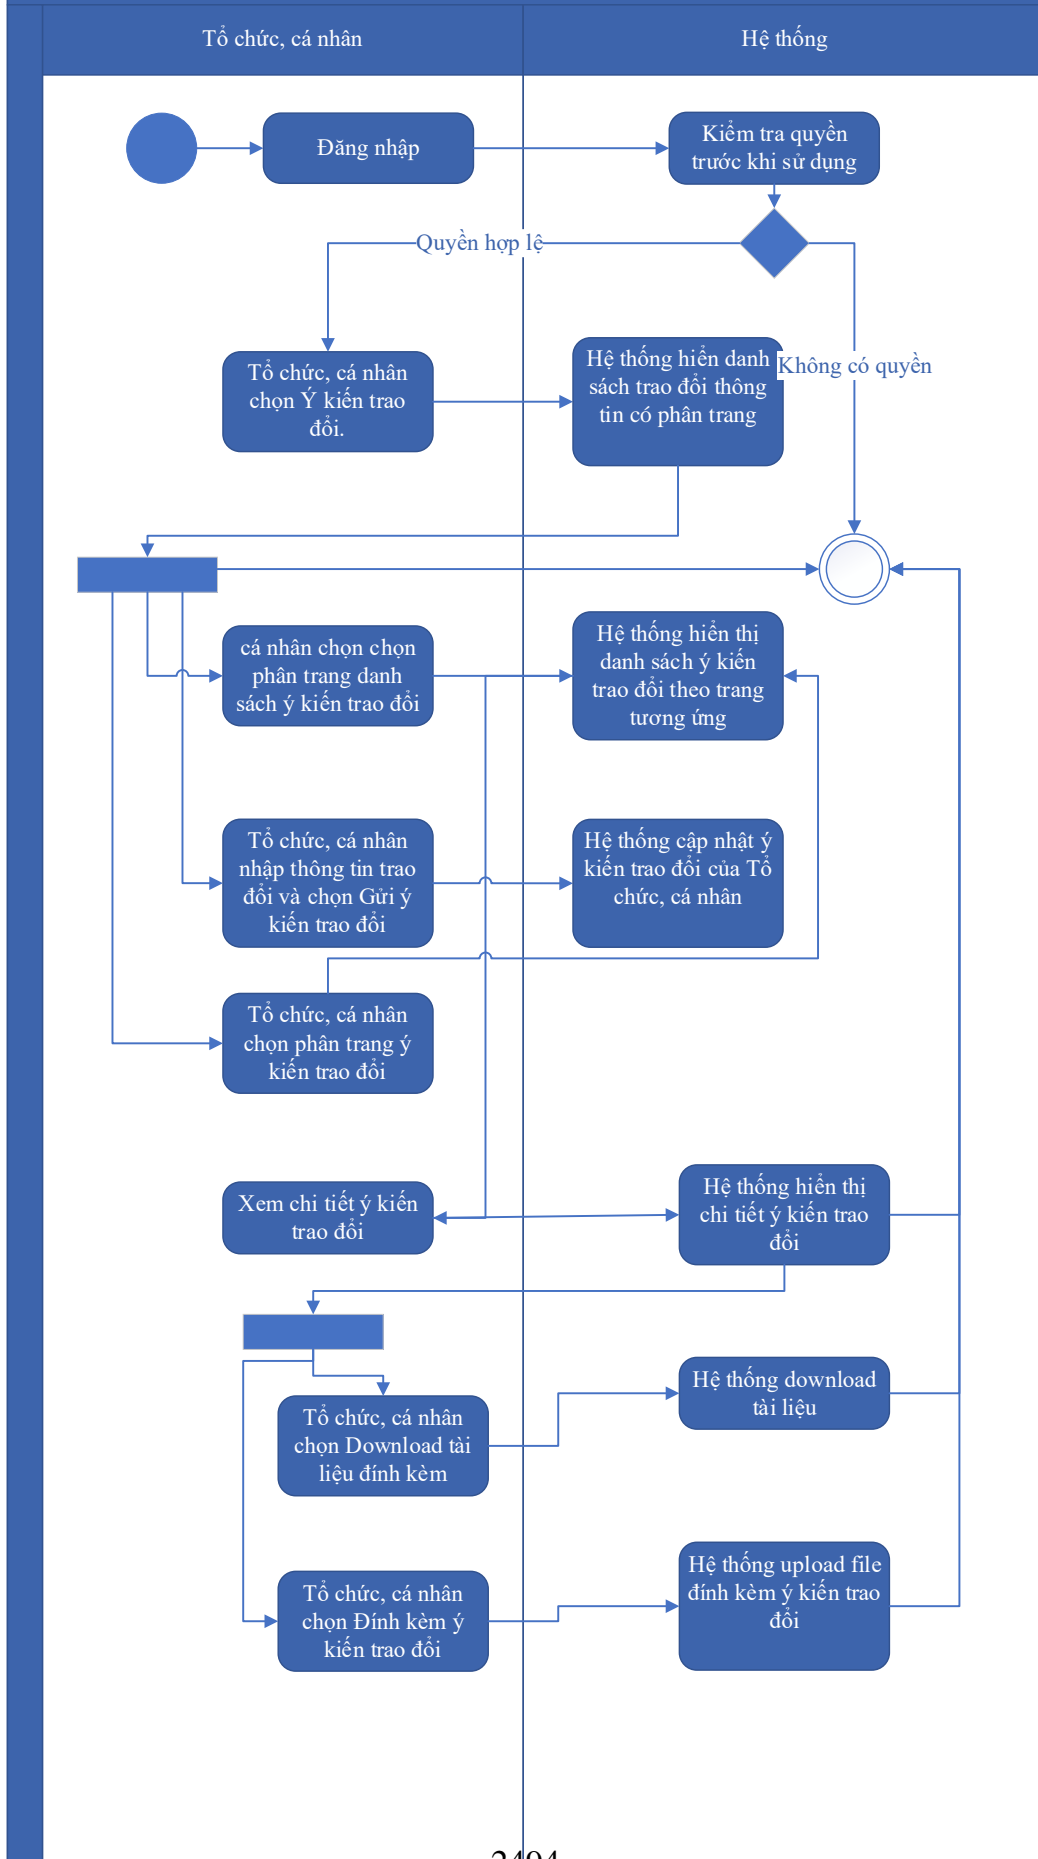 Tổ chức, cá nhân
Hệ thống
Đăng nhập
Kiểm tra quyền
trước khi sử dụng
Quyền hợp lệ
Tổ chức, cá nhân
chọn Ý kiến trao
đổi.
Hệ thống hiển danh
sách trao đổi thông
tin có phân trang
Không có quyền
cá nhân chọn chọn
phân trang danh
sách ý kiến trao đổi
Hệ thống hiển thị
danh sách ý kiến
trao đổi theo trang
tương ứng
Tổ chức, cá nhân
nhập thông tin trao
đổi và chọn Gửi ý
kiến trao đổi
Hệ thống cập nhật ý
kiến trao đổi của Tổ
chức, cá nhân
Tổ chức, cá nhân
chọn phân trang ý
kiến trao đổi
Xem chi tiết ý kiến
trao đổi
Hệ thống hiển thị
chi tiết ý kiến trao
đổi
Tổ chức, cá nhân
chọn Download tài
liệu đính kèm
Hệ thống download
tài liệu
Tổ chức, cá nhân
chọn Đính kèm ý
kiến trao đổi
Hệ thống upload file
đính kèm ý kiến trao
đổi